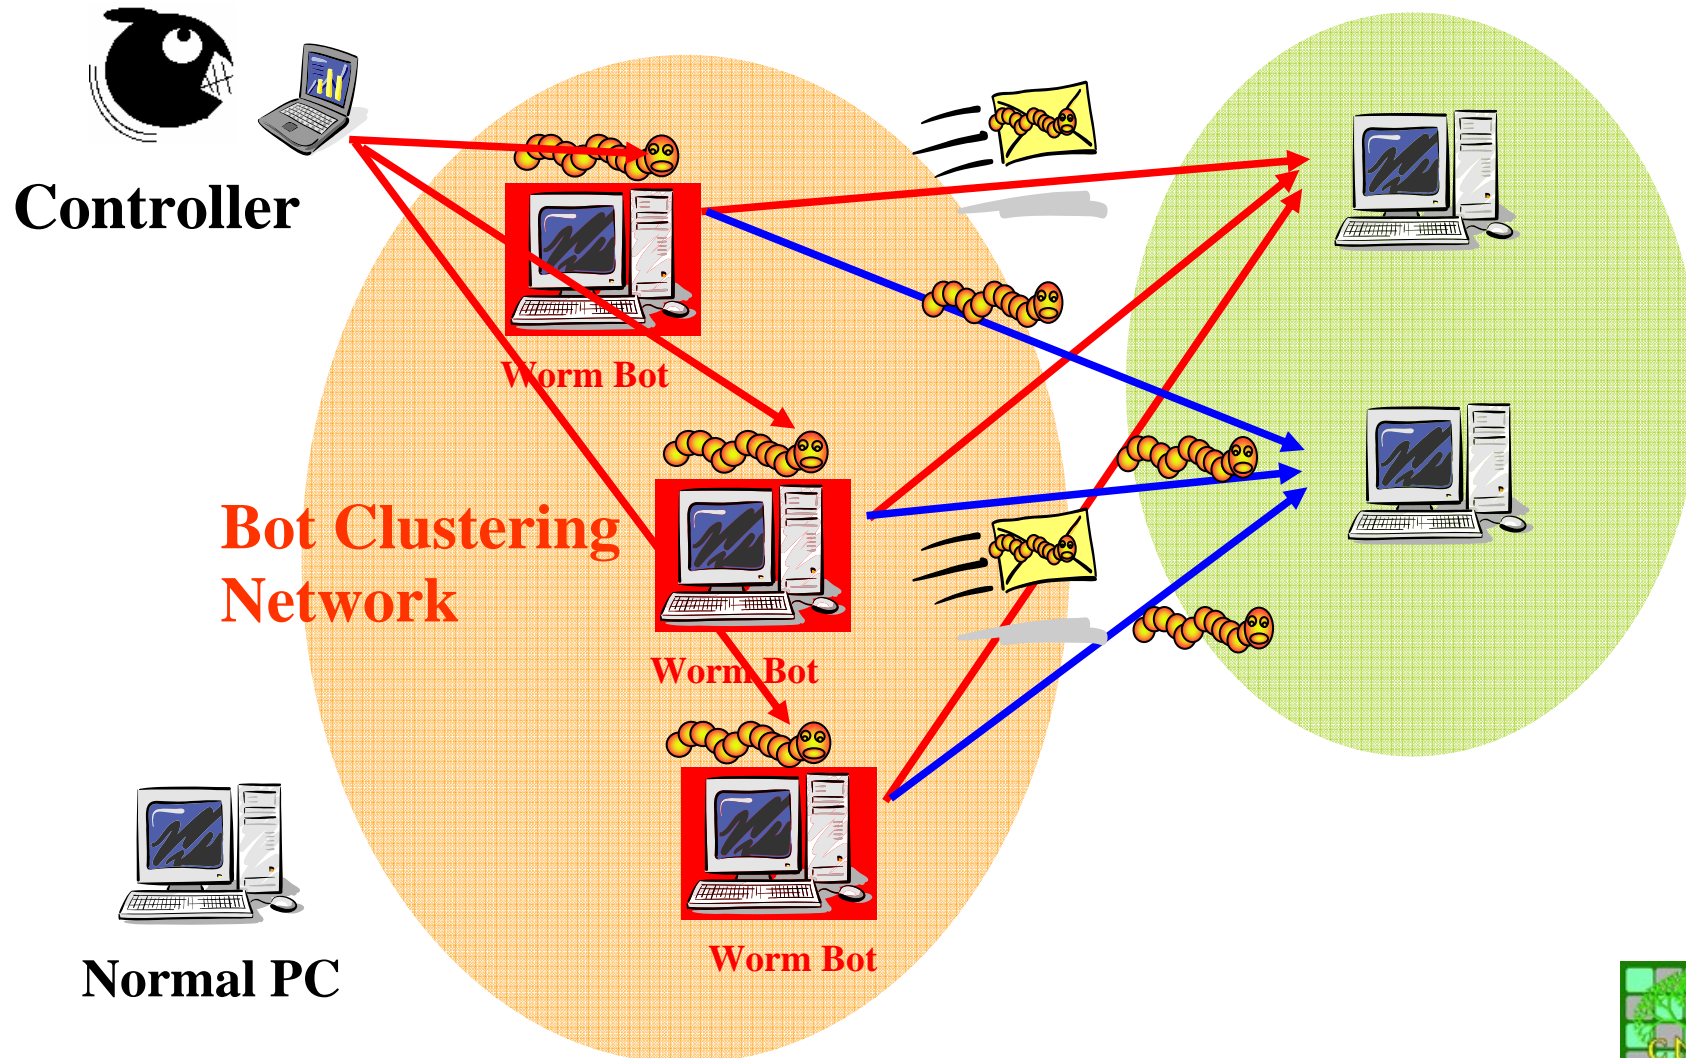 Controller
Worm Bot
Bot Clustering
Network
Worm Bot
Worm Bot
Normal PC